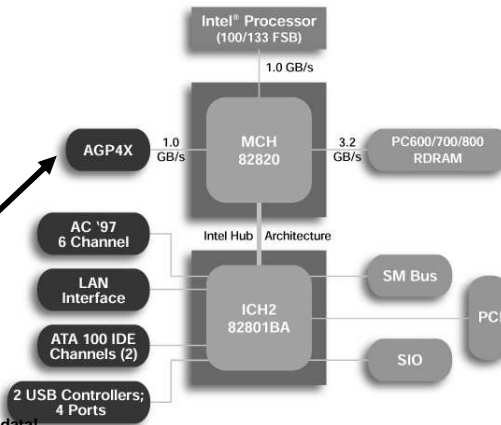 Intel® Processor
(100/133 FSB)
1.0 GB/s
AGP4X
1.0
GB/s
MCH
82820
3.2
GB/s
PC600/700/800
RDRAM
AC '97
6 Channel
Intel Hub Architecture
LAN
Interface
ICH2
82801BA
SM Bus
PCI
ATA 100 IDE
Channels (2)
SIO
2 USB Controllers;
4 Ports
data!